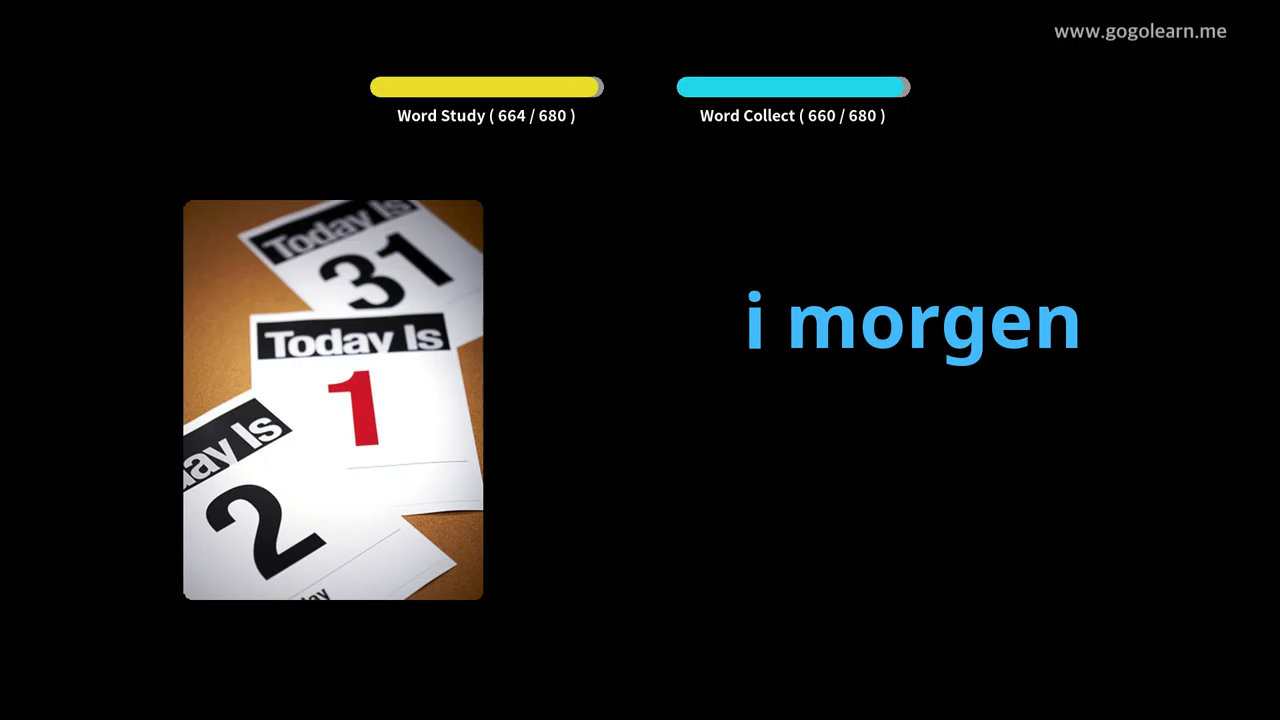 www.gogolearn.me
Word Study ( 664 / 680 )
Word Collect ( 660 / 680 )
Today Is
31
Today Is
1
ay Is
2
ay
i morgen